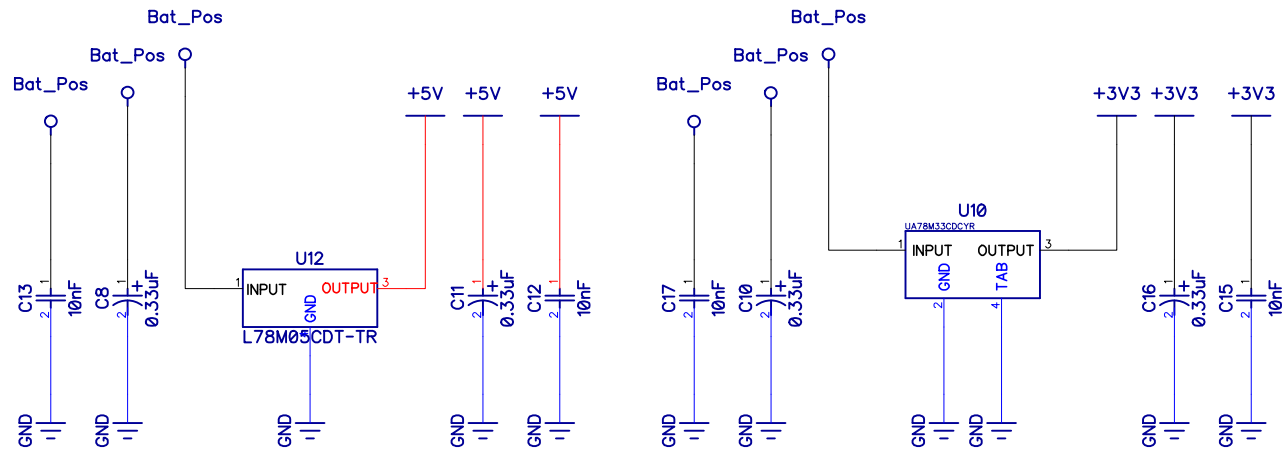 Bat_Pos
Bat_Pos
Bat_Pos
+5V
+5V
+5V
U12
1
INPUT
OUTPUT
3
GND
L78M05CDT-TR
C13
1
2
10nF
C8
1
2
+
0.33uF
C11
1
2
+
0.33uF
C12
1
2
10nF
GND
GND
GND
GND
GND
Bat_Pos
Bat_Pos
Bat_Pos
+3V3
+3V3
+3V3
U10
UA78M33CDCYR
1
INPUT
OUTPUT
3
GND
TAB
2
4
C17
1
2
10nF
C10
1
2
+
0.33uF
C16
1
2
+
0.33uF
C15
1
2
10nF
GND
GND
GND
GND
GND
GND